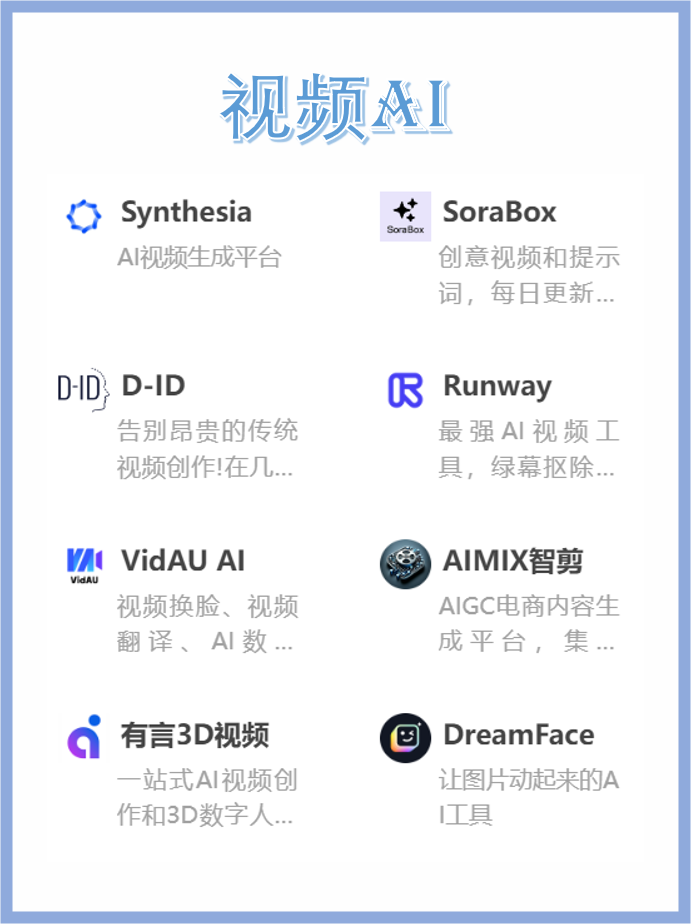 视频AI
Synthesia
AI视频生成平台
SoraBox
SoraBox
创意视频和提示
词，每日更新...
D-ID
D-ID
告别昂贵的传统
视频创作!在几...
Runway
最强AI视频工
具，绿幕抠除...
VidAU
VidAU AI
视频换脸、视频
翻译、AI数...
AIMIX智剪
AIGC电商内容生
成平台，集...
有言3D视频
一站式AI视频创
作和3D数字人...
DreamFace
让图片动起来的A
I工具